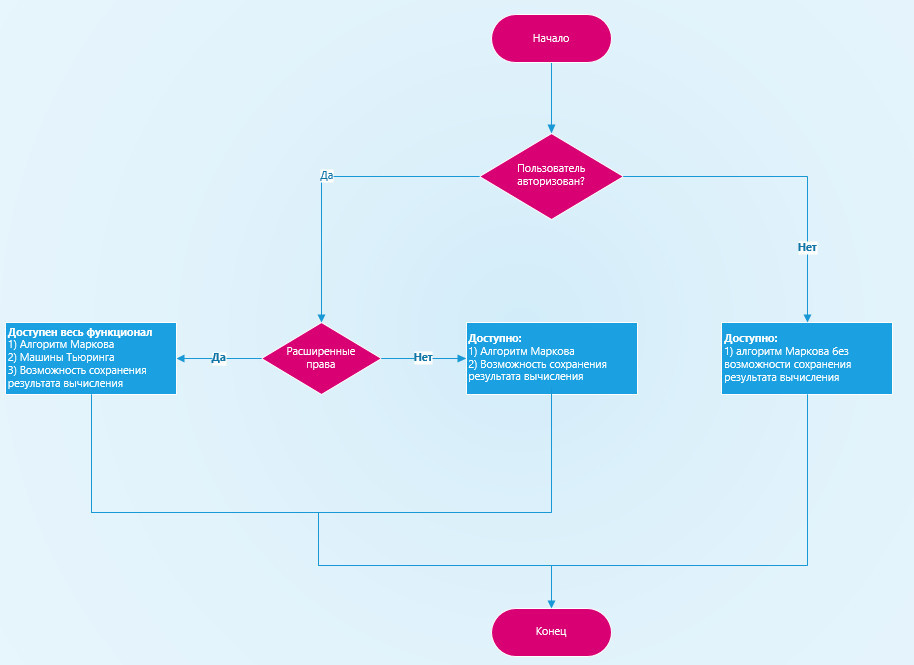 Начало
Пользователь
авторизован?
Да
Нет
Доступен весь функционал
1) Алгоритм Маркова
2) Машины Тьюринга
3) Возможность сохранения
результата вычисления
Да
Расширенные
права
Нет
Доступно:
1) Алгоритм Маркова
2) Возможность сохранения
результата вычисления
Доступно:
1) алгоритм Маркова без
возможности сохранения
результата вычисления
Конец